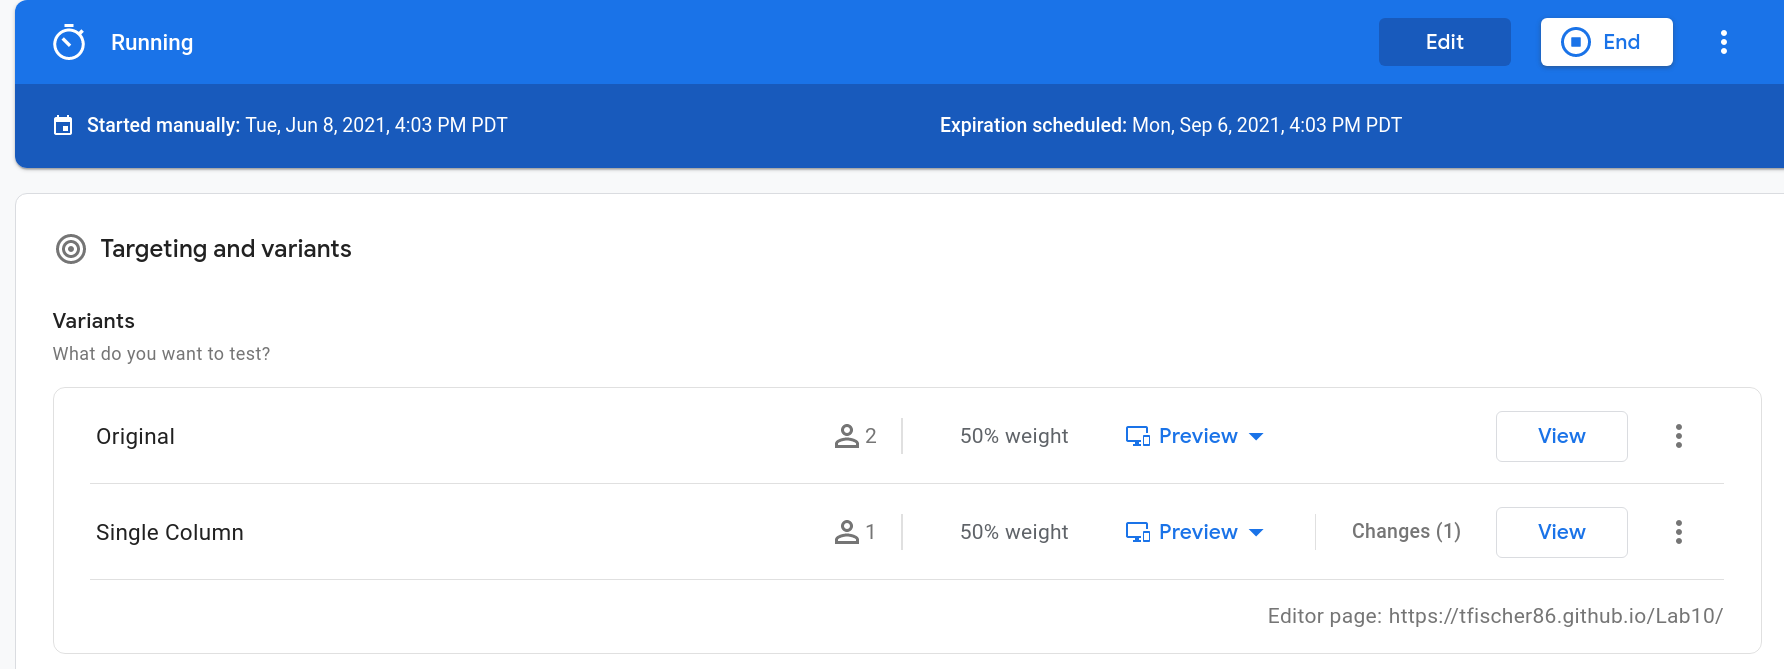 Running
Edit
End
Started manually: Tue, Jun 8, 2021, 4:03 PM PDT
Expiration scheduled: Mon, Sep 6, 2021, 4:03 PM PDT
Targeting and variants
Variants
What do you want to test?
Original 2 50% weight Preview View
Single Column 1 50% weight Preview Changes (1) View
Editor page: https://tfischer86.github.io/Lab10/